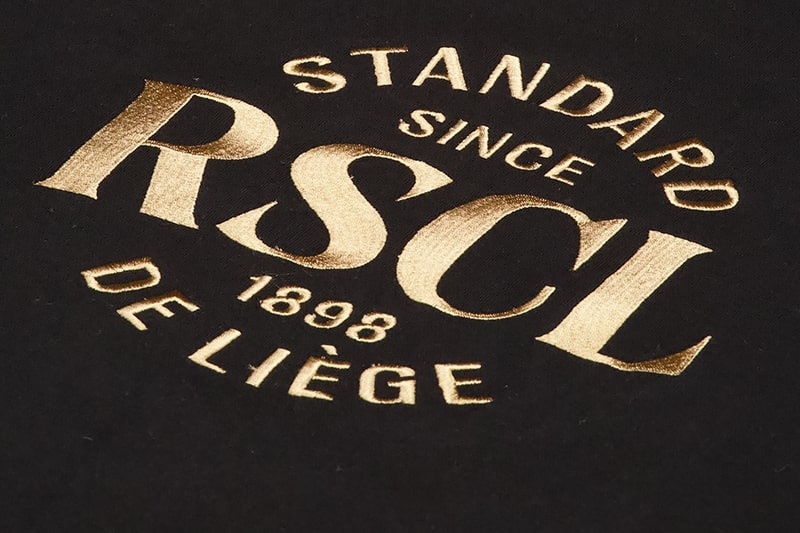 STANDARD
SINCE
RSCL
1898
DE LIÈGE